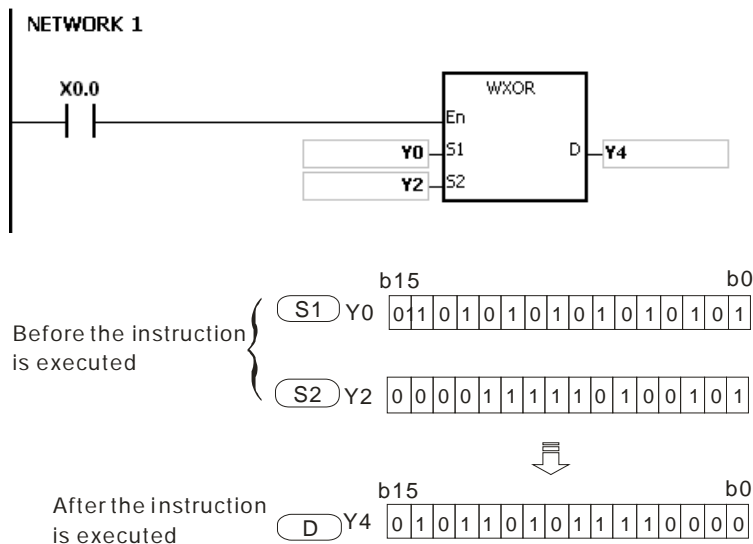 NETWORK 1
X0.0
WXOR
En
Y0 S1 D Y4
Y2 S2
b15 b0
S1 Y0 011 0 1 0 1 0 1 0 1 0 1 0 1 0 1
Before the instruction
is executed
S2 Y2 0 0 0 0 1 1 1 1 1 0 1 0 0 1 0 1
b15 b0
After the instruction
is executed
D Y4 0 1 0 1 1 0 1 0 1 1 1 1 0 0 0 0